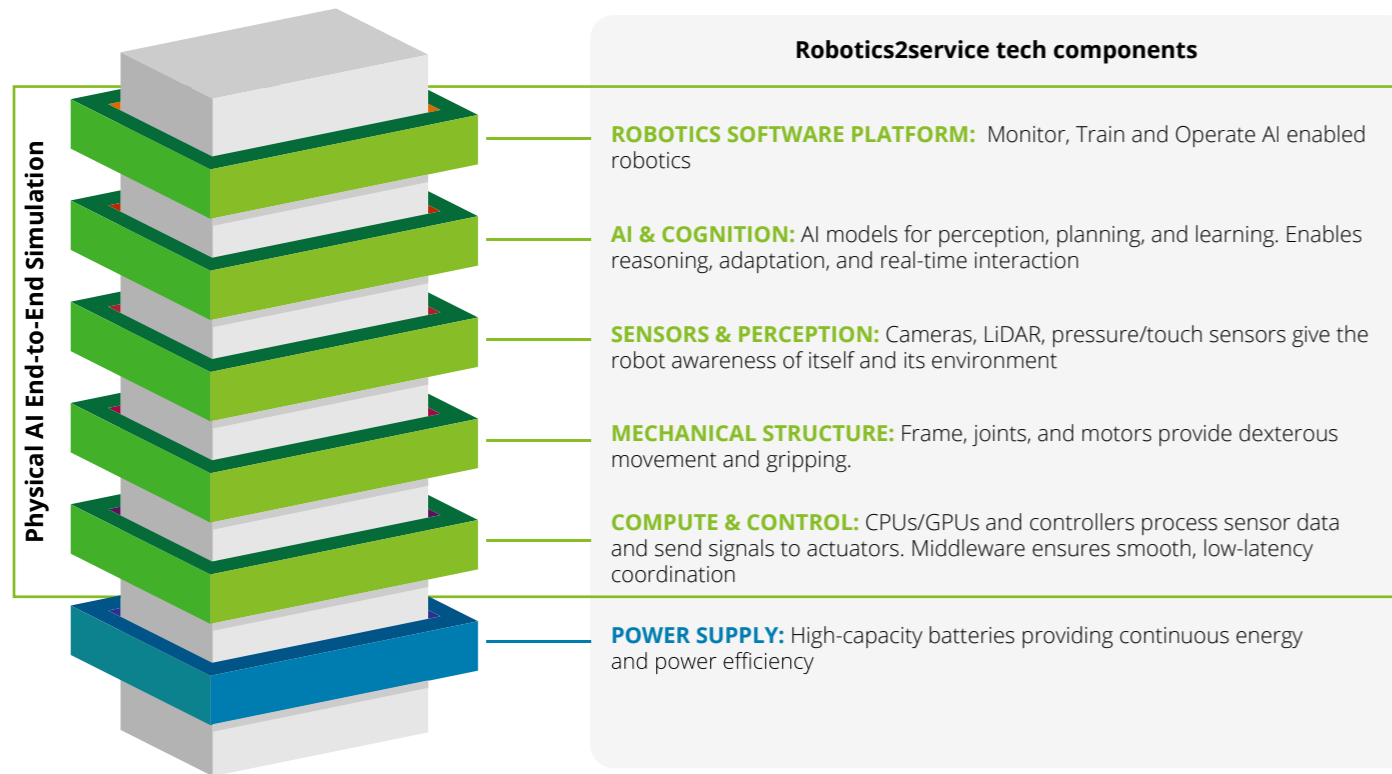 Robotics2service tech components
Physical AI End-to-End Simulation
ROBOTICS SOFTWARE PLATFORM: Monitor, Train and Operate AI enabled
robotics
AI & COGNITION: AI models for perception, planning, and learning. Enables
reasoning, adaptation, and real-time interaction
SENSORS & PERCEPTION: Cameras, LiDAR, pressure/touch sensors give the
robot awareness of itself and its environment
MECHANICAL STRUCTURE: Frame, joints, and motors provide dexterous
movement and gripping.
COMPUTE & CONTROL: CPUs/GPUs and controllers process sensor data
and send signals to actuators. Middleware ensures smooth, low-latency
coordination
POWER SUPPLY: High-capacity batteries providing continuous energy
and power efficiency